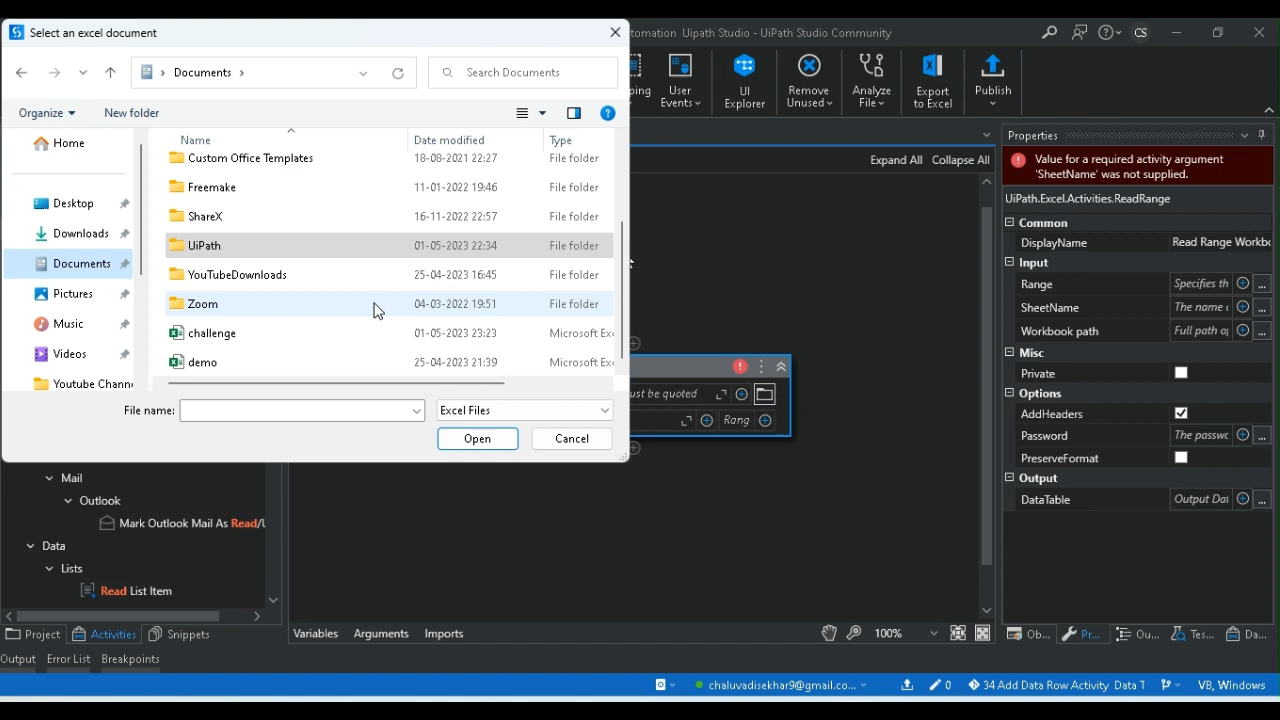 Select an excel document
Documents
Search Documents
Organize
New folder
Home
Desktop
Downloads
Documents
Pictures
Music
Videos
Youtube Chann
Name Date modified Type
Custom Office Templates 18-08-2021 22:27 File folder
Freemake 11-01-2022 19:46 File folder
ShareX 16-11-2022 22:57 File folder
UiPath 01-05-2023 22:34 File folder
YouTubeDownloads 25-04-2023 16:45 File folder
Zoom 04-03-2022 19:51 File folder
challenge 01-05-2023 23:23 Microsoft Ex
demo 25-04-2023 21:39 Microsoft Ex
File name: Excel Files
Open Cancel
tomation Uipath Studio - UiPath Studio Community
CS
ping
User Events
UI Explorer
Remove Unused
Analyze File
Export to Excel
Publish
Expand All Collapse All
ust be quoted
Rang
Properties
Value for a required activity argument
'SheetName' was not supplied.
UiPath.Excel.Activities.ReadRange
Common
DisplayName Read Range Workbo
Input
Range Specifies th
SheetName The name
Workbook path Full path o
Misc
Private
Options
AddHeaders
Password The passwo
PreserveFormat
Output
DataTable Output Dat
Mail
Outlook
Mark Outlook Mail As Read/U
Data
Lists
Read List Item
Project Activities Snippets
Variables Arguments Imports
100%
Ob... Pr... Ou... Tes... Da...
Output Error List Breakpoints
chaluvadisekhar9@gmail.co...
0
34 Add Data Row Activity Data T
VB, Windows